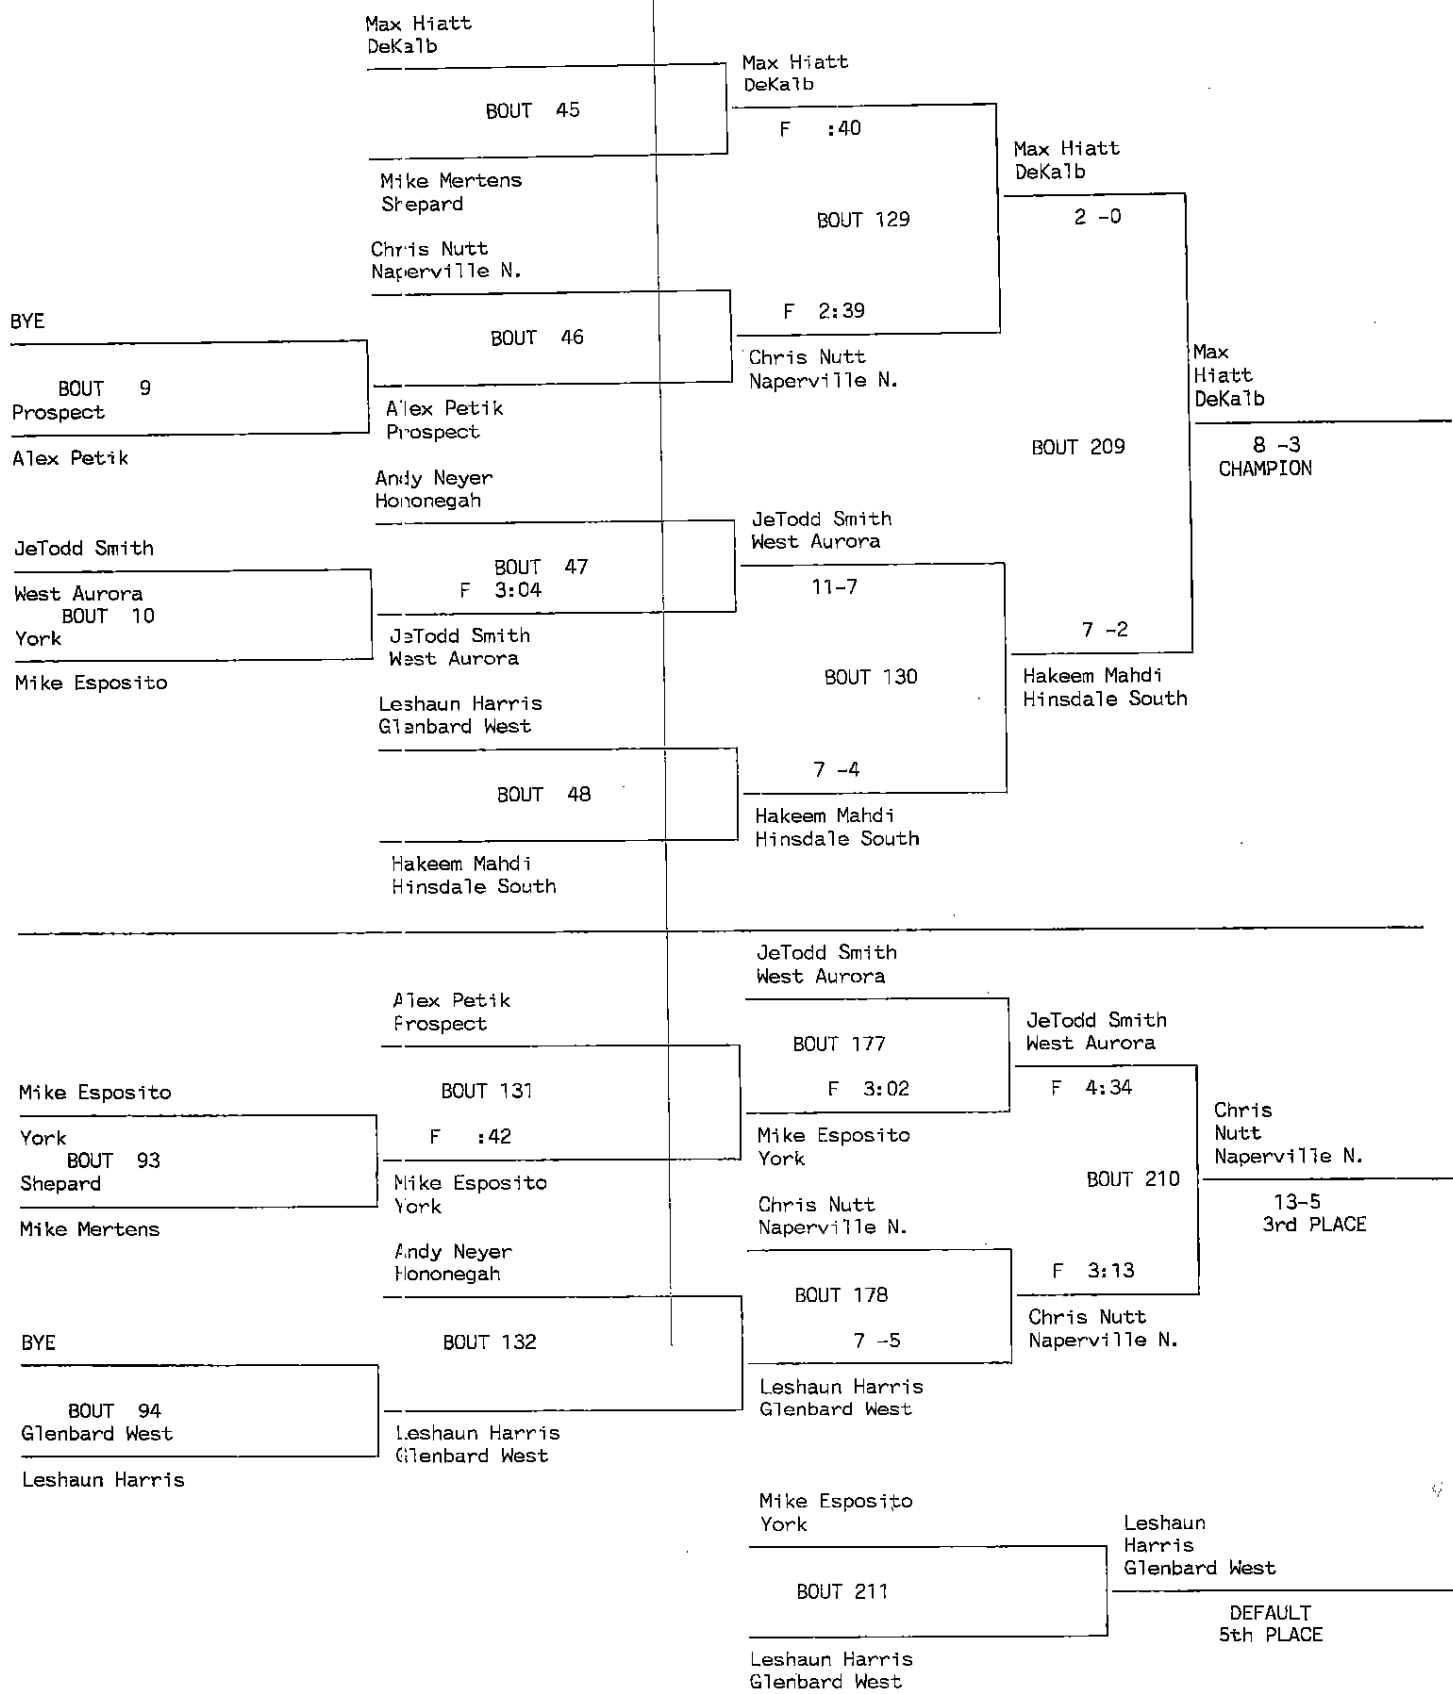 Max Hiatt
DeKalb
BOUT 45
Mike Mertens
Shepard
Max Hiatt
DeKalb
F :40
BOUT 129
Max Hiatt
DeKalb
2 -0
Chris Nutt
Naperville N.
BOUT 46
Alex Petik
Prospect
F 2:39
Chris Nutt
Naperville N.
BYE
BOUT 9
Prospect
Alex Petik
Max
Hiatt
DeKalb
8 -3
CHAMPION
BOUT 209
Andy Neyer
Hononegah
BOUT 47
F 3:04
JeTodd Smith
West Aurora
JeTodd Smith
West Aurora
BOUT 10
York
Mike Esposito
JeTodd Smith
West Aurora
11-7
BOUT 130
7 -2
Hakeem Mahdi
Hinsdale South
Leshaun Harris
Glenbard West
BOUT 48
Hakeem Mahdi
Hinsdale South
7 -4
Hakeem Mahdi
Hinsdale South
JeTodd Smith
West Aurora
BOUT 177
F 3:02
Mike Esposito
York
Alex Petik
Prospect
BOUT 131
F :42
Mike Esposito
York
Mike Esposito
York
BOUT 93
Shepard
Mike Mertens
JeTodd Smith
West Aurora
F 4:34
BOUT 210
F 3:13
Chris Nutt
Naperville N.
Chris
Nutt
Naperville N.
13-5
3rd PLACE
Chris Nutt
Naperville N.
BOUT 178
7 -5
Leshaun Harris
Glenbard West
Andy Neyer
Hononegah
BOUT 132
Leshaun Harris
Glenbard West
BYE
BOUT 94
Glenbard West
Leshaun Harris
Mike Esposito
York
BOUT 211
Leshaun Harris
Glenbard West
Leshaun
Harris
Glenbard West
DEFAULT
5th PLACE